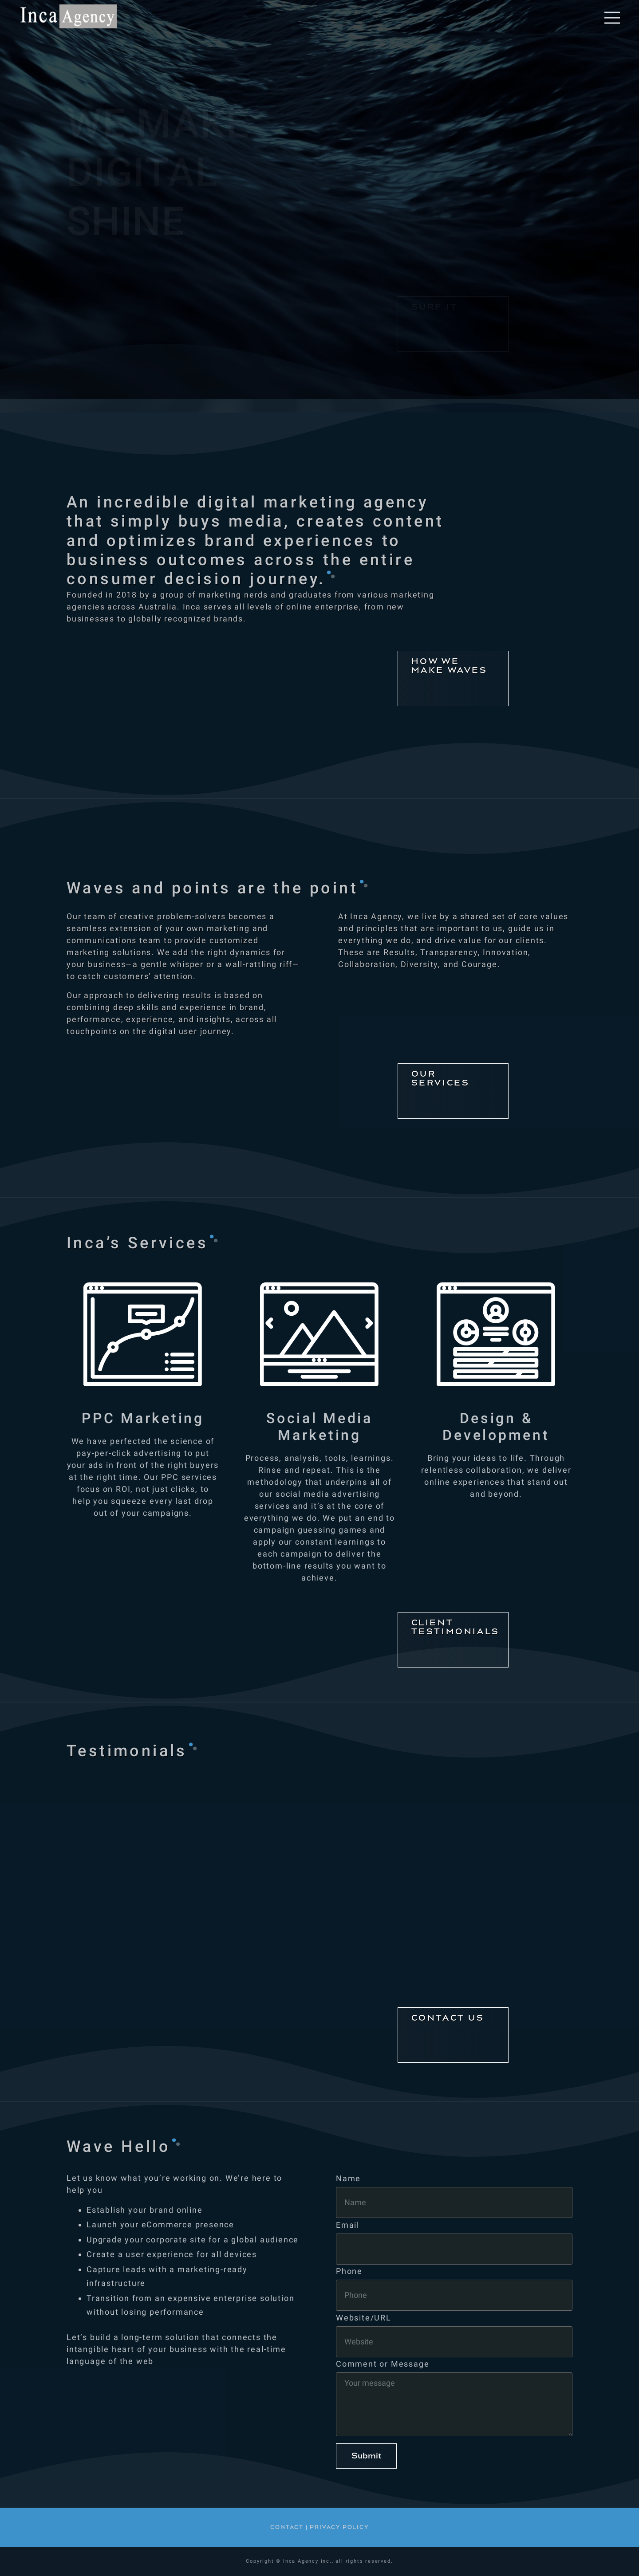 Inca Agency
WE MAKE
DIGITAL
SHINE
SURF IT
An incredible digital marketing agency
that simply buys media, creates content
and optimizes brand experiences to
business outcomes across the entire
consumer decision journey.
Founded in 2018 by a group of marketing nerds and graduates from various marketing
agencies across Australia. Inca serves all levels of online enterprise, from new
businesses to globally recognized brands.
HOW WE
MAKE WAVES
Waves and points are the point
Our team of creative problem-solvers becomes a
seamless extension of your own marketing and
communications team to provide customized
marketing solutions. We add the right dynamics for
your business—a gentle whisper or a wall-rattling riff—
to catch customers’ attention.
Our approach to delivering results is based on
combining deep skills and experience in brand,
performance, experience, and insights, across all
touchpoints on the digital user journey.
At Inca Agency, we live by a shared set of core values
and principles that are important to us, guide us in
everything we do, and drive value for our clients.
These are Results, Transparency, Innovation,
Collaboration, Diversity, and Courage.
OUR
SERVICES
Inca’s Services
PPC Marketing
We have perfected the science of
pay-per-click advertising to put
your ads in front of the right buyers
at the right time. Our PPC services
focus on ROI, not just clicks, to
help you squeeze every last drop
out of your campaigns.
Social Media
Marketing
Process, analysis, tools, learnings.
Rinse and repeat. This is the
methodology that underpins all of
our social media advertising
services and it’s at the core of
everything we do. We put an end to
campaign guessing games and
apply our constant learnings to
each campaign to deliver the
bottom-line results you want to
achieve.
Design &
Development
Bring your ideas to life. Through
relentless collaboration, we deliver
online experiences that stand out
and beyond.
CLIENT
TESTIMONIALS
Testimonials
CONTACT US
Wave Hello
Let us know what you’re working on. We’re here to
help you
• Establish your brand online
• Launch your eCommerce presence
• Upgrade your corporate site for a global audience
• Create a user experience for all devices
• Capture leads with a marketing-ready
infrastructure
• Transition from an expensive enterprise solution
without losing performance
Let’s build a long-term solution that connects the
intangible heart of your business with the real-time
language of the web
Name
Name
Email
Phone
Phone
Website/URL
Website
Comment or Message
Your message
Submit
CONTACT | PRIVACY POLICY
Copyright © Inca Agency Inc., all rights reserved.